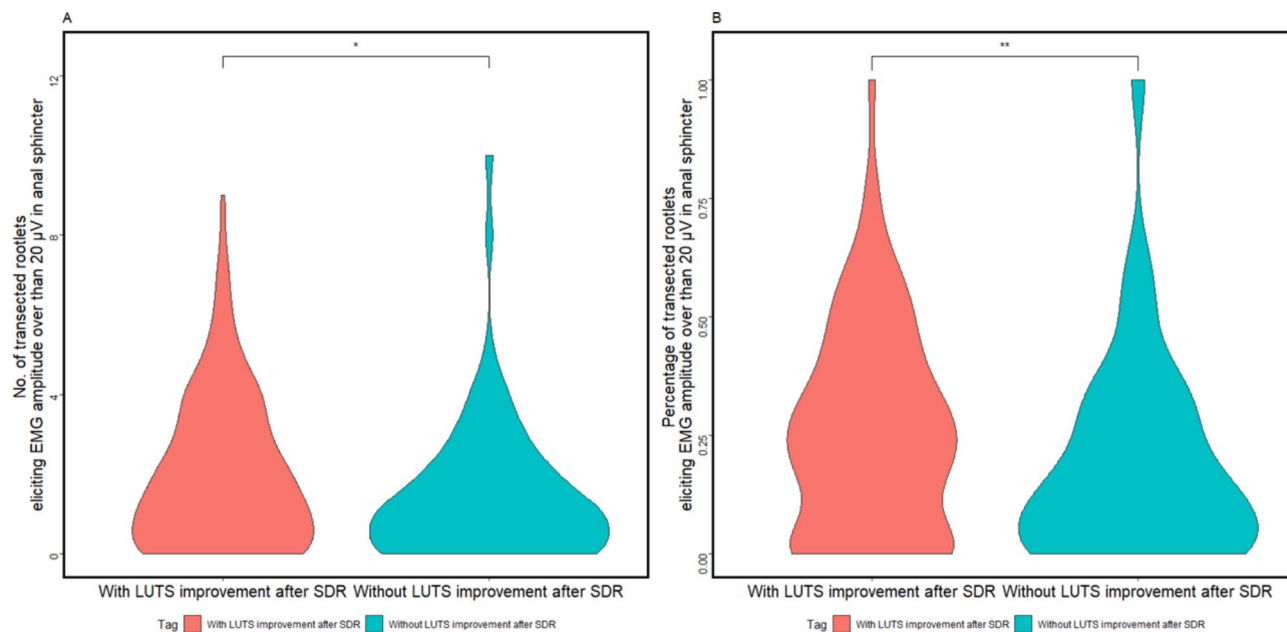 A
*
12
8
4
0
No. of transected rootlets
eliciting EMG amplitude over than 20 µV in anal sphincter
With LUTS improvement after SDR Without LUTS improvement after SDR
Tag With LUTS improvement after SDR Without LUTS improvement after SDR
B
**
1.00
0.75
0.50
0.25
0.00
Percentage of transected rootlets
eliciting EMG amplitude over than 20 µV in anal sphincter
With LUTS improvement after SDR Without LUTS improvement after SDR
Tag With LUTS improvement after SDR Without LUTS improvement after SDR